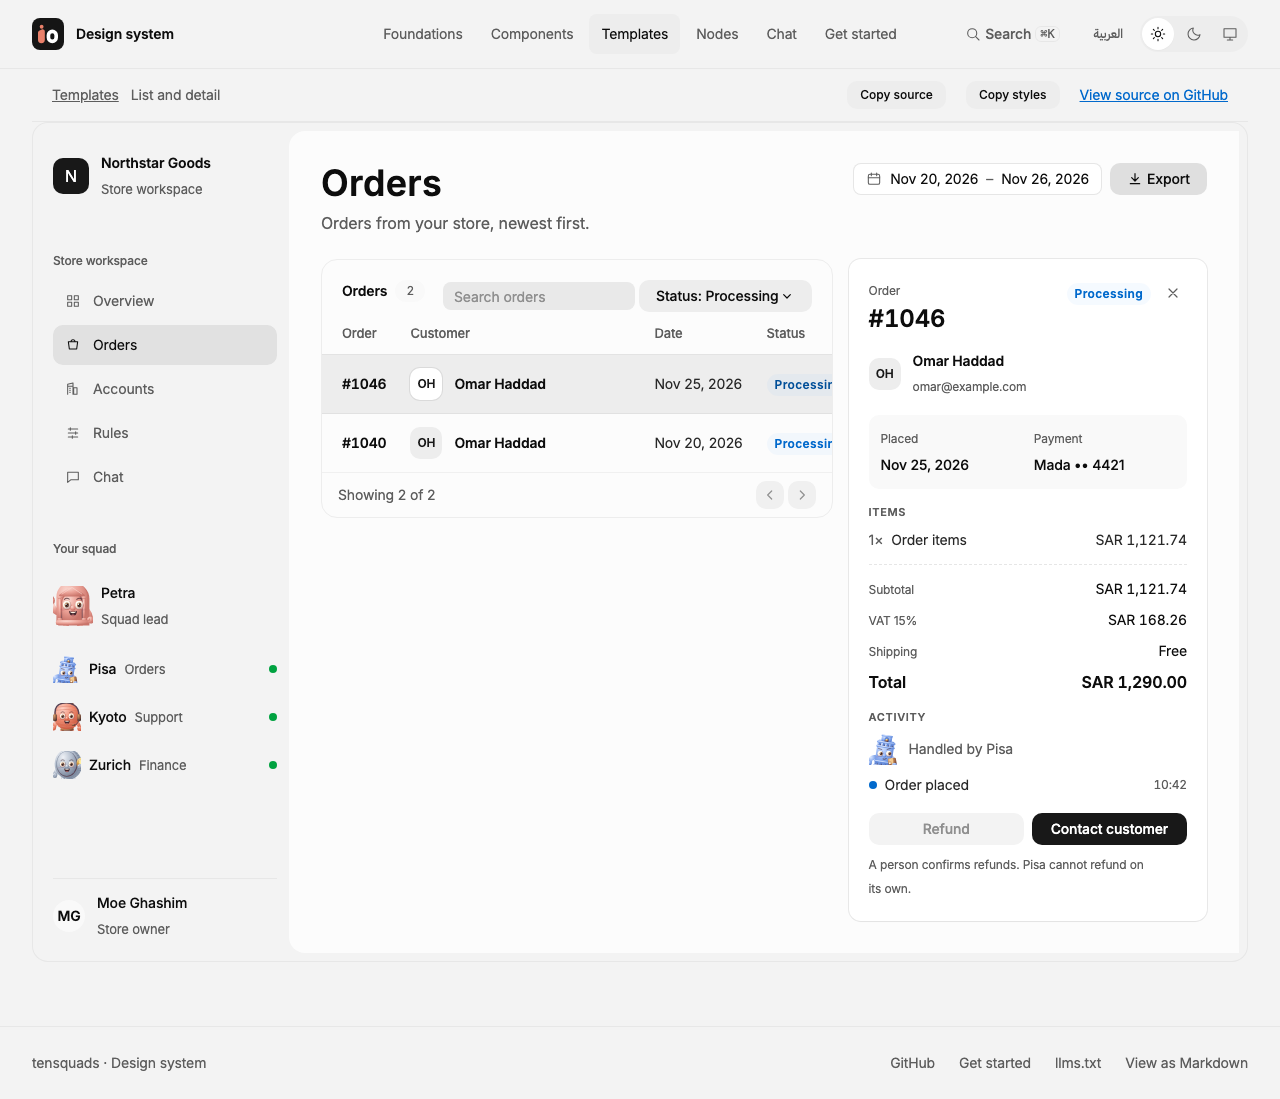 io Design system
Foundations Components Templates Nodes Chat Get started
Search ⌘K العربية
Templates List and detail
Copy source Copy styles View source on GitHub
N Northstar Goods
Store workspace
Store workspace
Overview
Orders
Accounts
Rules
Chat
Your squad
Petra
Squad lead
Pisa Orders
Kyoto Support
Zurich Finance
MG Moe Ghashim
Store owner
Orders
Orders from your store, newest first.
Nov 20, 2026 – Nov 26, 2026 Export
Orders 2 Search orders Status: Processing
Order Customer Date Status
#1046 OH Omar Haddad Nov 25, 2026 Processin
#1040 OH Omar Haddad Nov 20, 2026 Processin
Showing 2 of 2
Order
#1046
Processing
OH Omar Haddad
omar@example.com
Placed Payment
Nov 25, 2026 Mada •• 4421
ITEMS
1× Order items SAR 1,121.74
Subtotal SAR 1,121.74
VAT 15% SAR 168.26
Shipping Free
Total SAR 1,290.00
ACTIVITY
Handled by Pisa
Order placed 10:42
Refund Contact customer
A person confirms refunds. Pisa cannot refund on
its own.
tensquads · Design system
GitHub Get started llms.txt View as Markdown